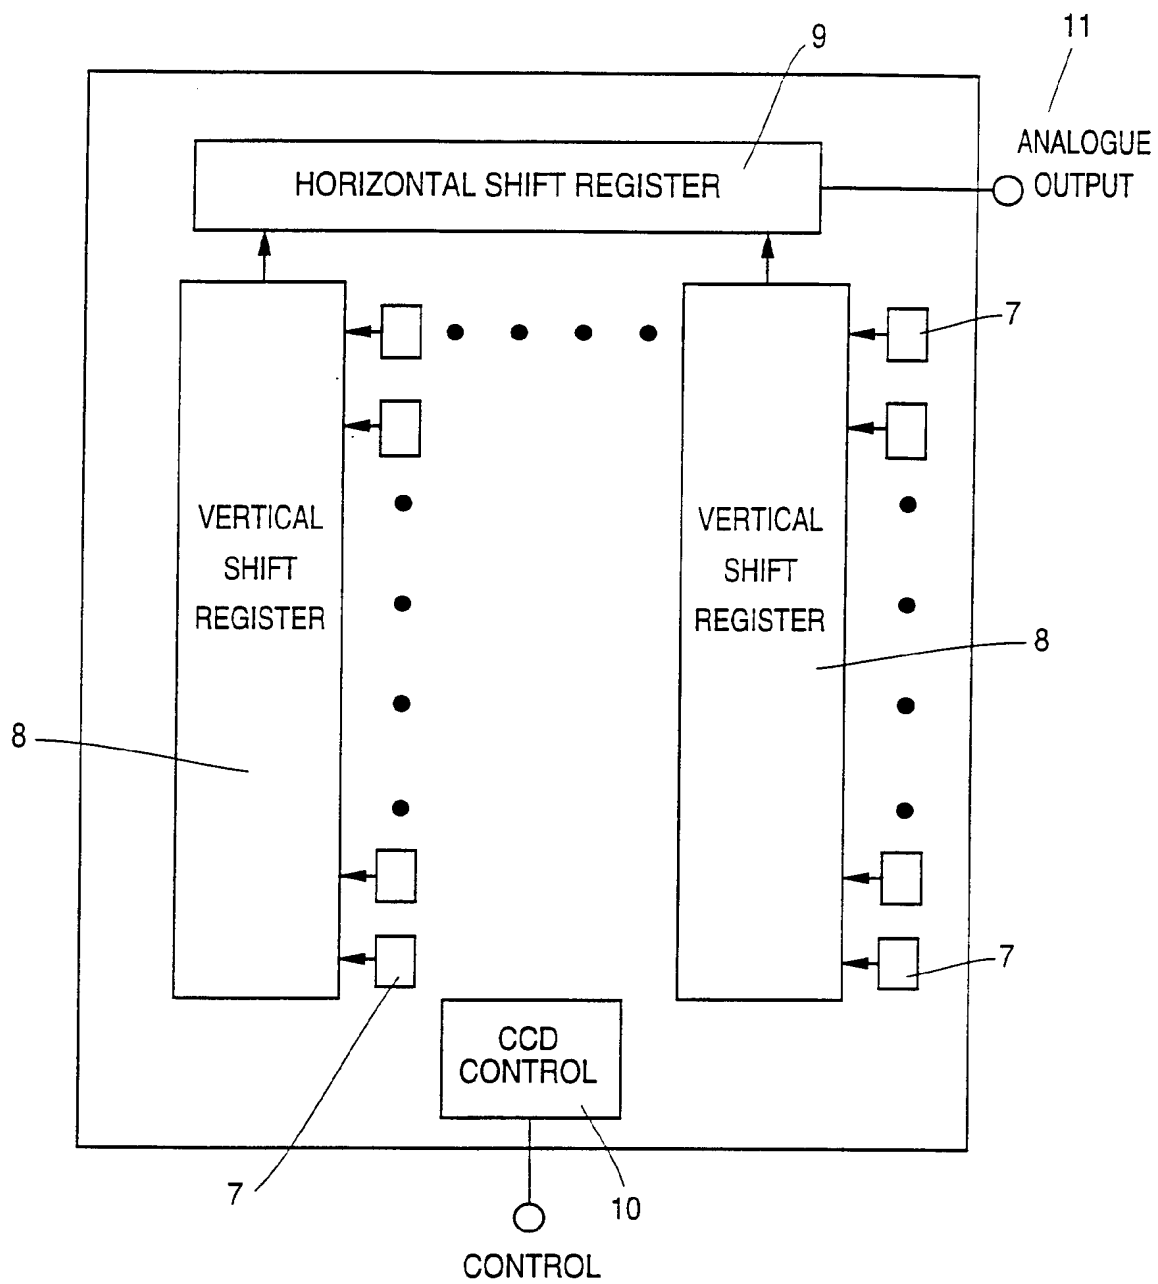 9
11
ANALOGUE
OUTPUT
HORIZONTAL SHIFT REGISTER
7
VERTICAL
SHIFT
REGISTER
VERTICAL
SHIFT
REGISTER
8
8
7
CCD
CONTROL
7
10
CONTROL